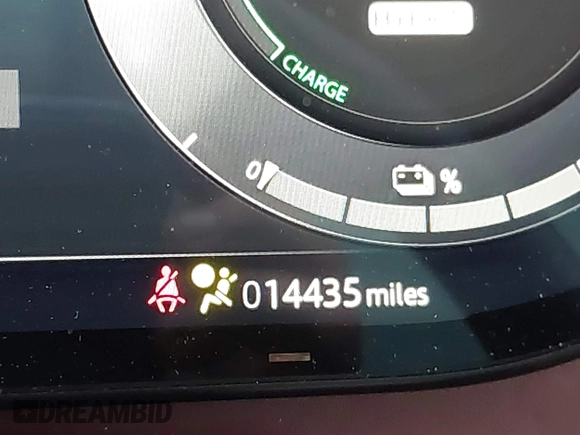 CHARGE
0
%
014435 miles
DREAMBID